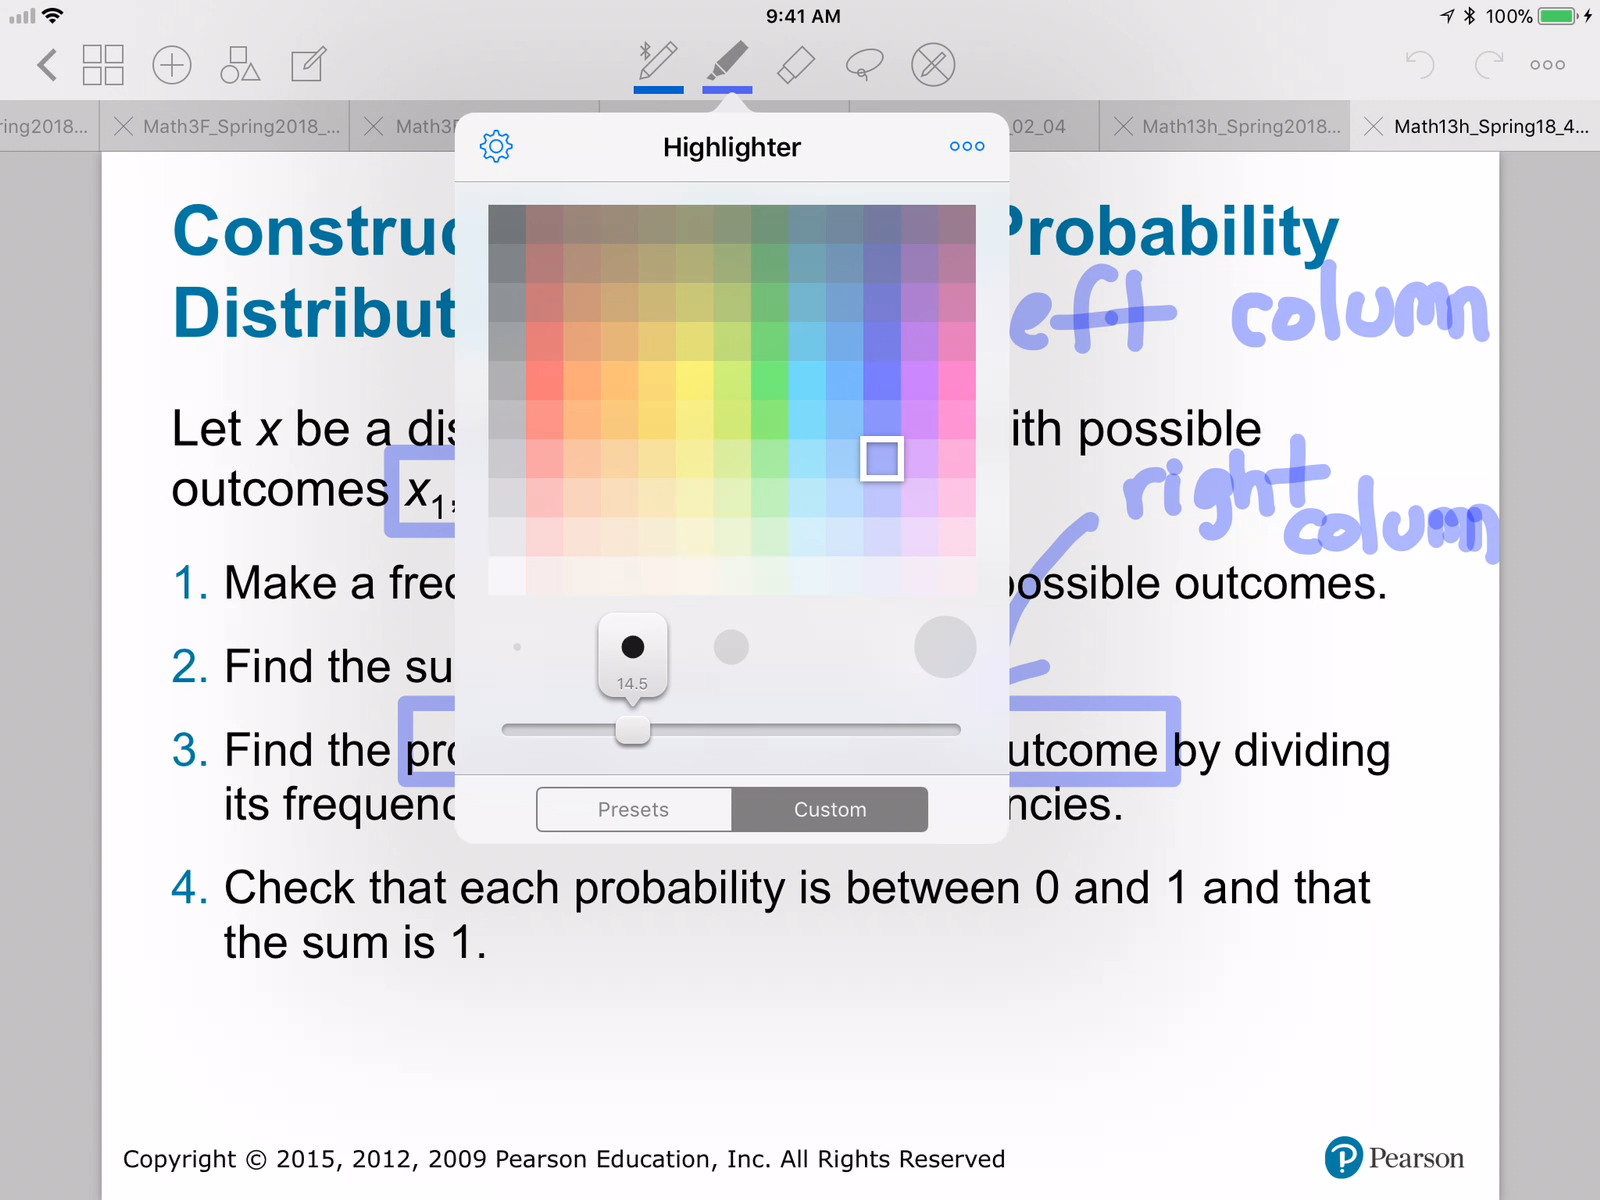 9:41 AM
100%
ring2018...
Math3F_Spring2018_...
Math3
_02_04
Math13h_Spring2018...
Math13h_Spring18_4...
Highlighter
Construc
Probability
Distribut
eft column
Let x be a dis
ith possible
outcomes x1,
right
column
1. Make a fre
possible outcomes.
2. Find the su
14.5
3. Find the pro
utcome by dividing
its frequenc
ncies.
Presets
Custom
4. Check that each probability is between 0 and 1 and that
the sum is 1.
Copyright © 2015, 2012, 2009 Pearson Education, Inc. All Rights Reserved
P Pearson